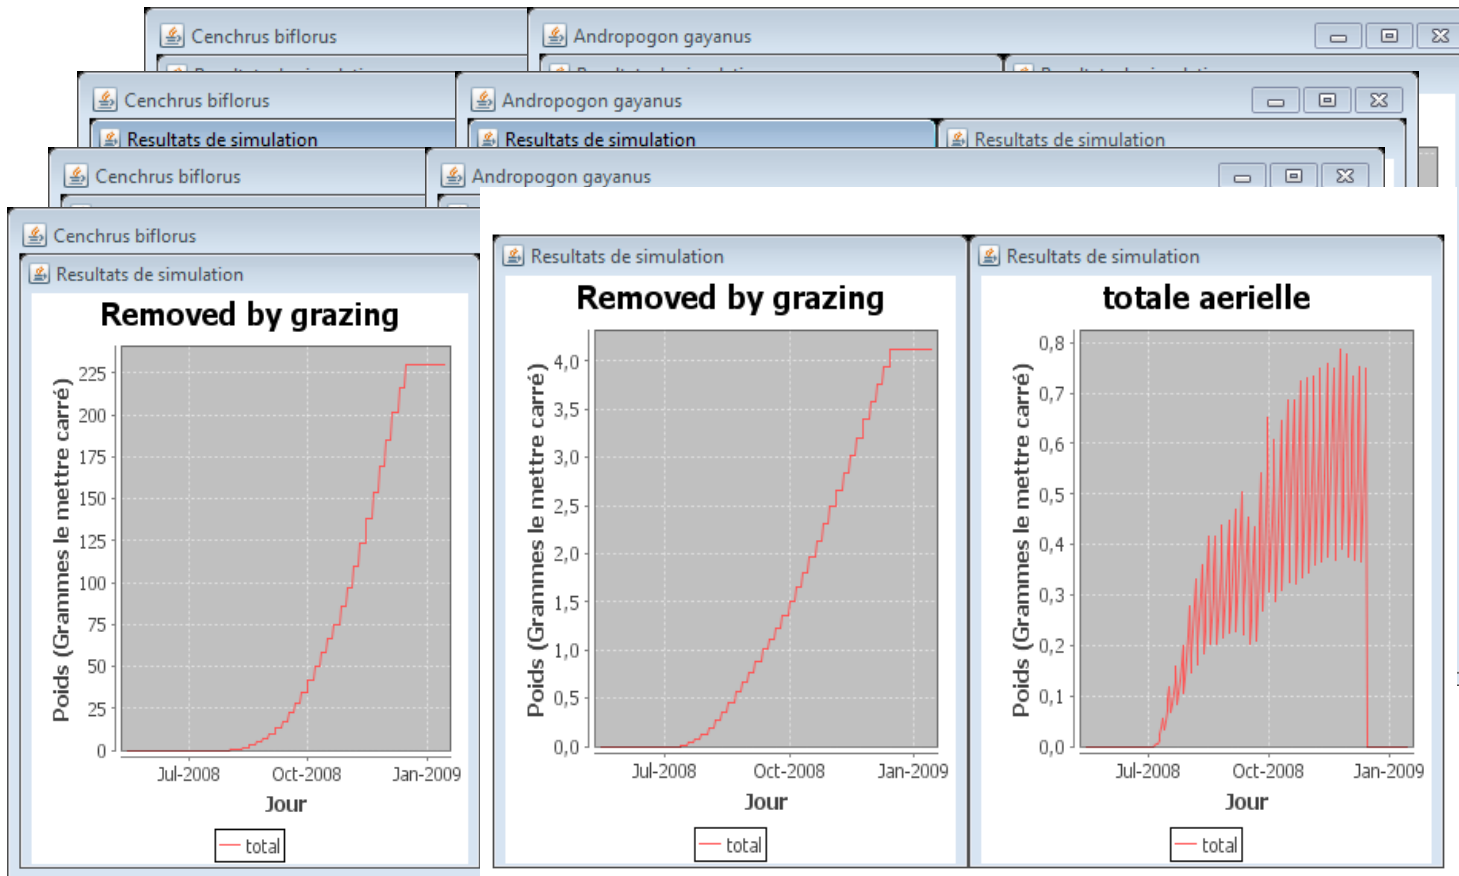 Cenchrus biflorus
Andropogon gayanus
Cenchrus biflorus
Andropogon gayanus
Resultats de simulation
Resultats de simulation
Resultats de simulation
Cenchrus biflorus
Andropogon gayanus
Cenchrus biflorus
Resultats de simulation
Removed by grazing
Poids (Grammes le mettre carré)
225
200
175
150
125
100
75
50
25
0
Jul-2008
Oct-2008
Jan-2009
Jour
total
Resultats de simulation
Removed by grazing
Poids (Grammes le mettre carré)
4,0
3,5
3,0
2,5
2,0
1,5
1,0
0,5
0,0
Jul-2008
Oct-2008
Jan-2009
Jour
total
Resultats de simulation
totale aerielle
Poids (Grammes le mettre carré)
0,8
0,7
0,6
0,5
0,4
0,3
0,2
0,1
0,0
Jul-2008
Oct-2008
Jan-2009
Jour
total